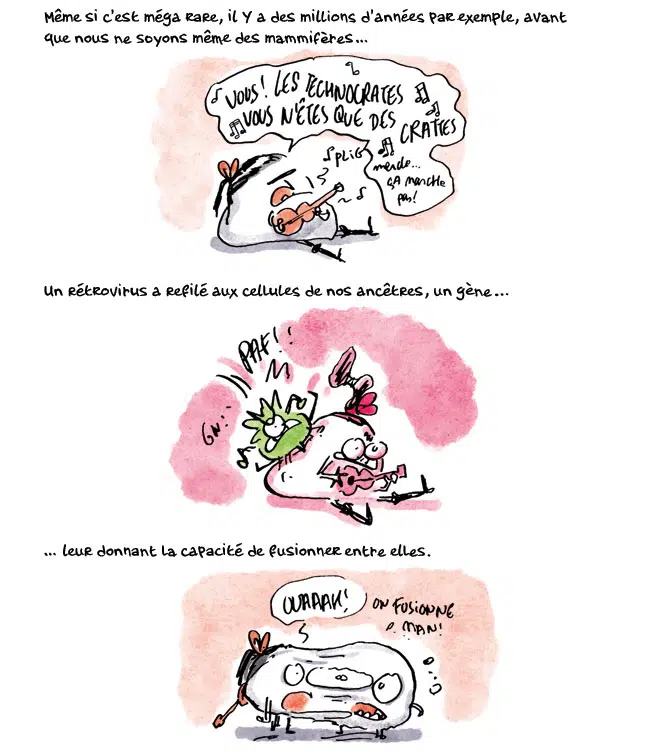 Même si c'est méga rare, il y a des millions d'années par exemple, avant
que nous ne soyons même des mammifères...
VOUS! LES TECHNOCRATES
VOUS N'ÊTES QUE DES
CRATTES
SPLIG
merde...
ça marche
pas!
Un rétrovirus a refilé aux cellules de nos ancêtres, un gène...
PAF!!
GN!
... leur donnant la capacité de fusionner entre elles.
OUAAAH!
ON FUSIONNE
MAN!